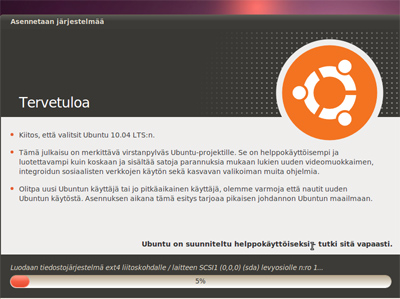 Asennetaan järjestelmää
Tervetuloa
Kiitos, että valitsit Ubuntu 10.04 LTS:n.
Tämä julkaisu on merkittävä virstanpylväs Ubuntu-projektille. Se on helppokäyttöisempi ja
luotettavampi kuin koskaan ja sisältää satoja parannuksia mukaan lukien uuden videomuokkaimen,
integroidun sosiaalisten verkkojen käytön sekä kasvavan valikoiman muita ohjelmia.
Olitpa uusi Ubuntun käyttäjä tai jo pitkäaikainen käyttäjä, olemme varmoja että nautit uuden
Ubuntun käytöstä. Asennuksen aikana tämä esitys tarjoaa pikaisen johdannon Ubuntun maailmaan.
Ubuntu on suunniteltu helppokäyttöiseksi- tutki sitä vapaasti.
Luodaan tiedostojärjestelmä ext4 liitoskohdalle / laitteen SCSI1 (0,0,0) (sda) levyosiolle n:ro 1...
5%